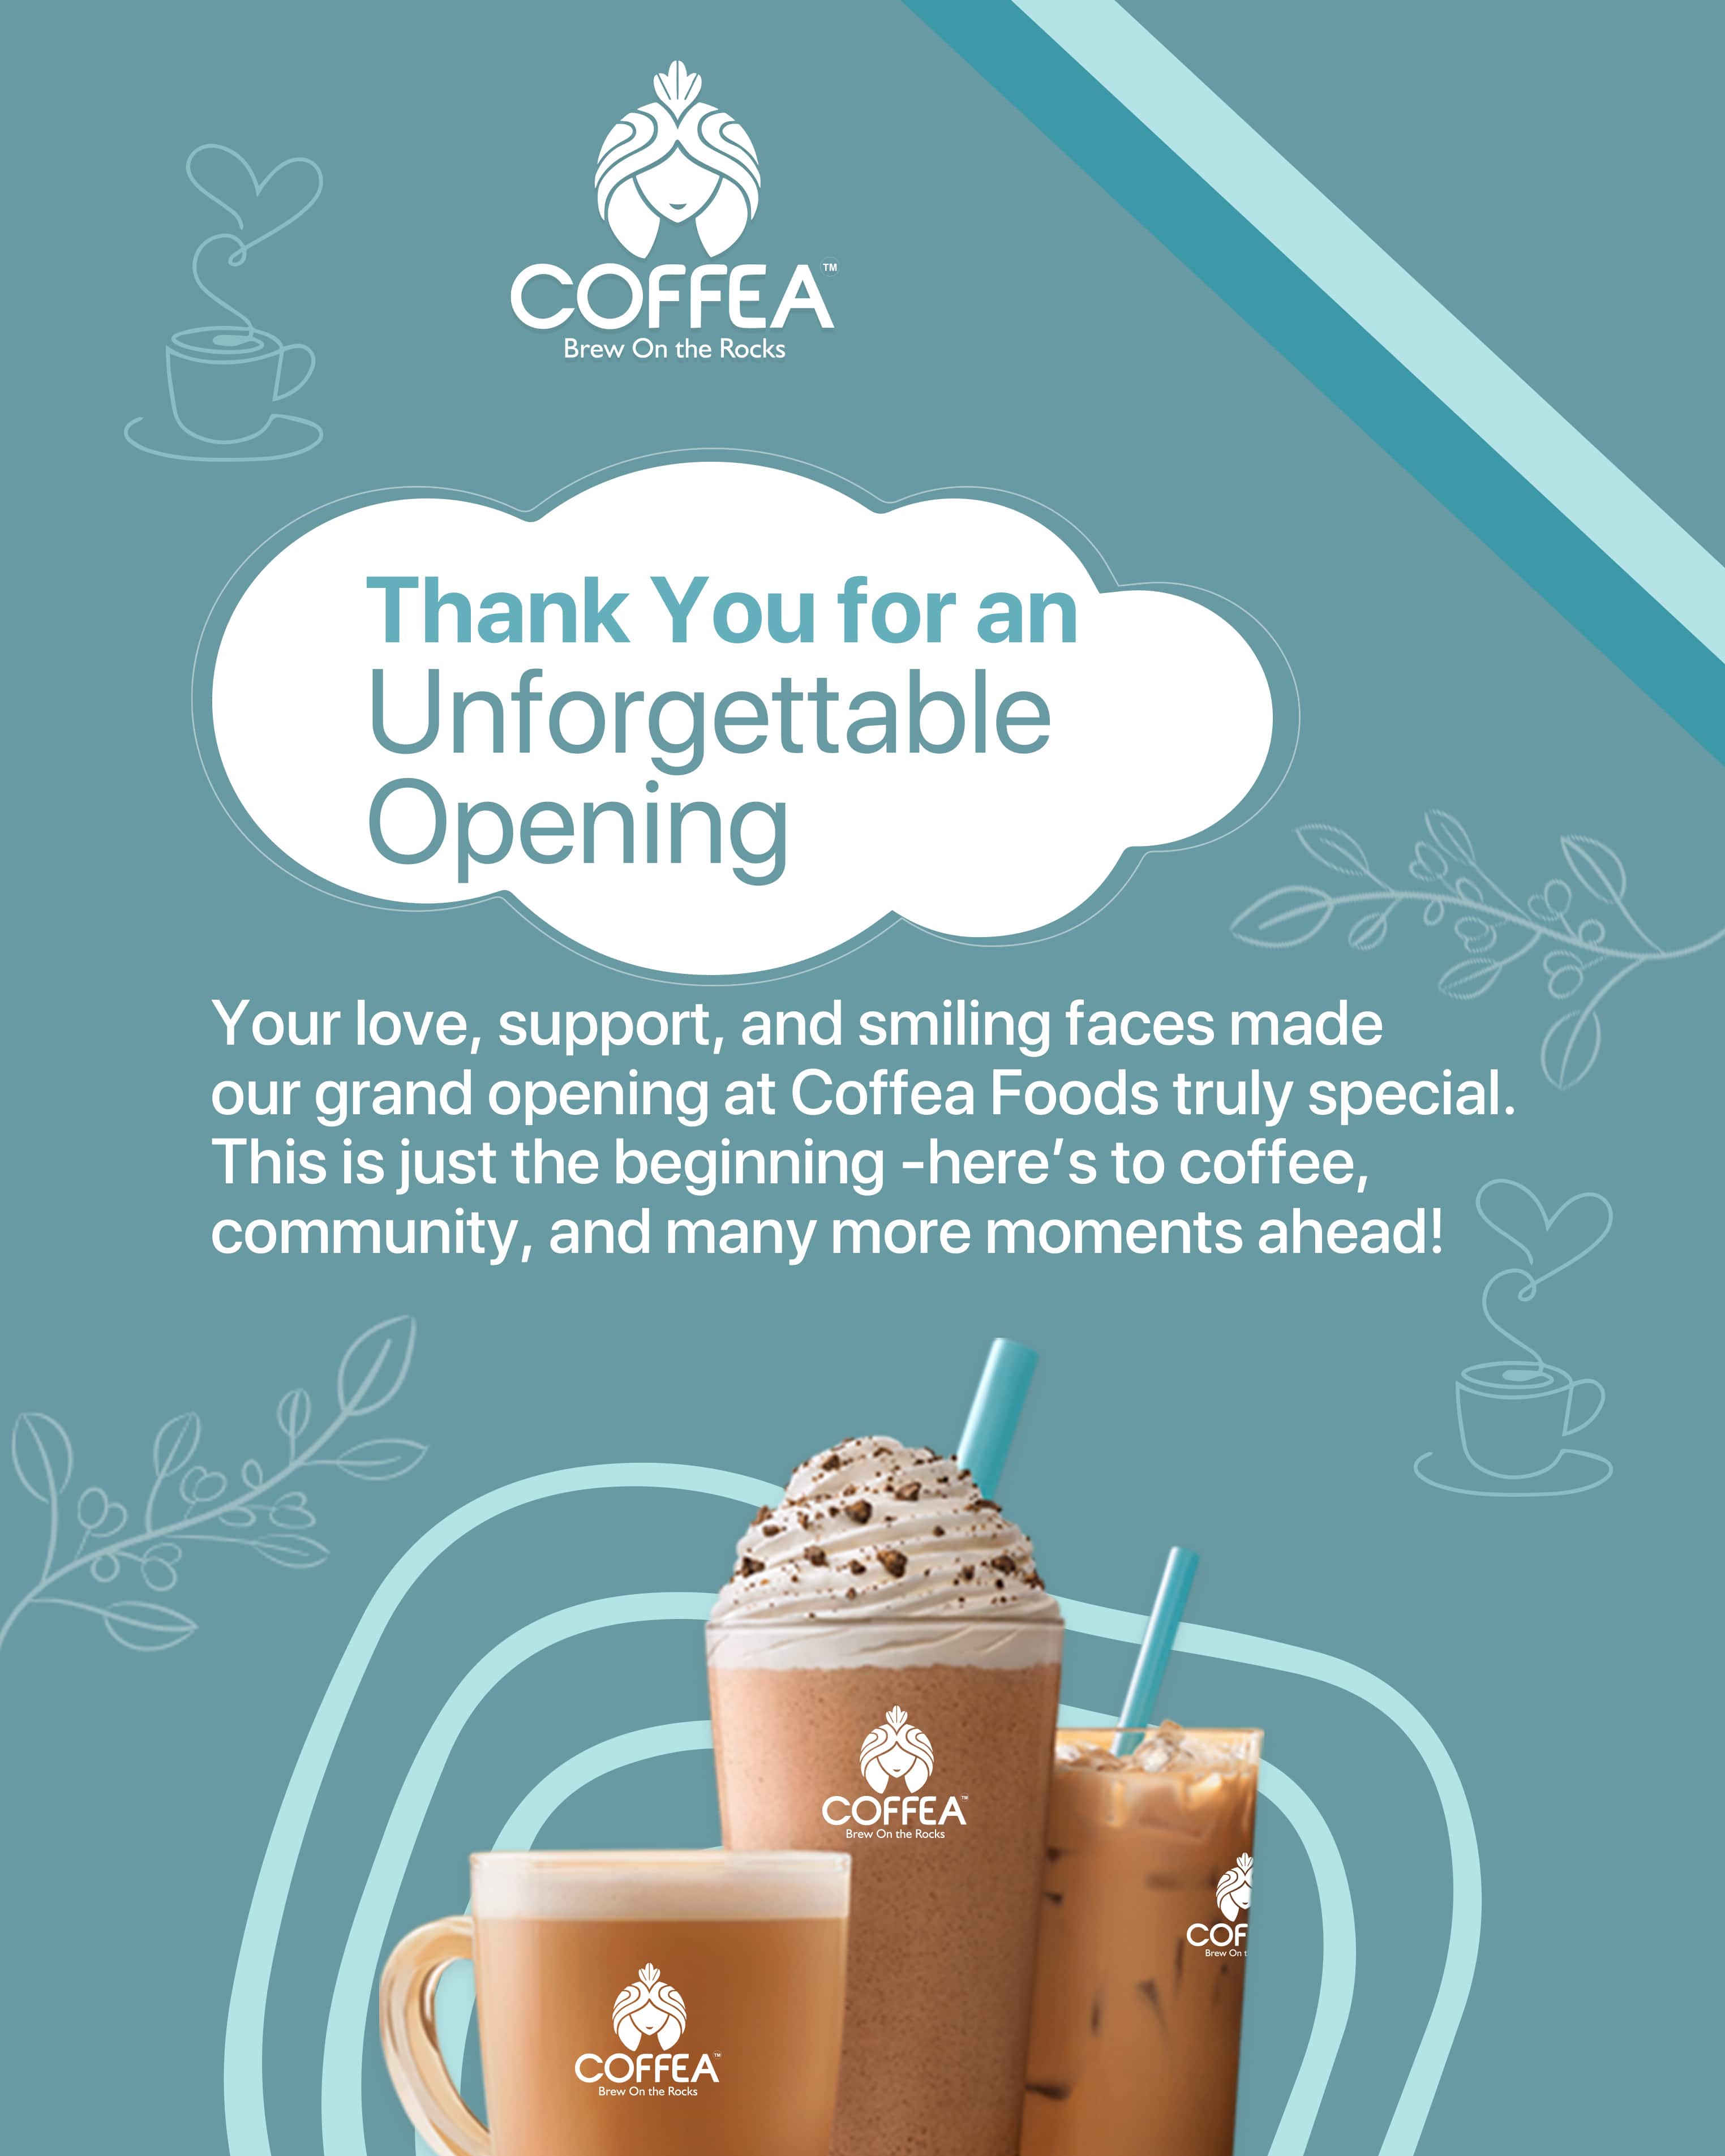 COFFEA™
Brew On the Rocks
Thank You for an
Unforgettable
Opening
Your love, support, and smiling faces made
our grand opening at Coffea Foods truly special.
This is just the beginning –here’s to coffee,
community, and many more moments ahead!
COFFEA™
Brew On the Rocks
COF
Brew On t
COFFEA™
Brew On the Rocks